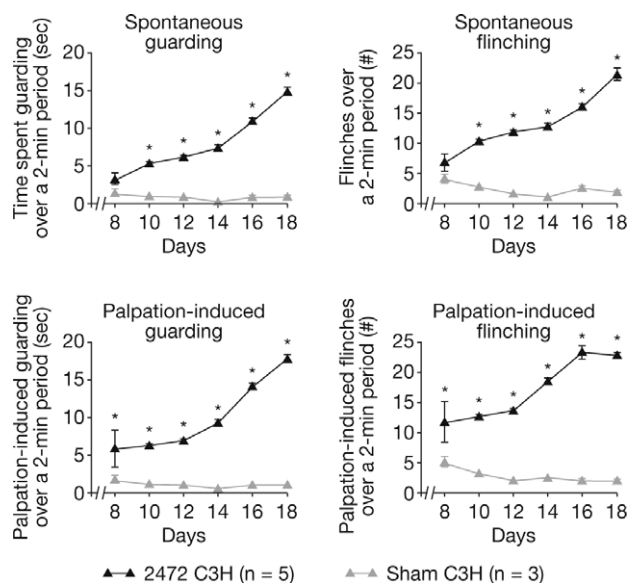 Spontaneous
guarding
Time spent guarding
over a 2-min period (sec)
20
15
10
5
0
*
*
*
*
*
8 10 12 14 16 18
Days
Spontaneous
flinching
Flinches over
a 2-min period (#)
25
20
15
10
5
0
*
*
*
*
*
8 10 12 14 16 18
Days
Palpation-induced
guarding
Palpation-induced guarding
over a 2-min period (sec)
20
15
10
5
0
*
*
*
*
*
*
8 10 12 14 16 18
Days
Palpation-induced
flinching
Palpation-induced flinches
over a 2-min period (#)
25
20
15
10
5
0
*
*
*
*
*
*
8 10 12 14 16 18
Days
2472 C3H (n = 5)
Sham C3H (n = 3)